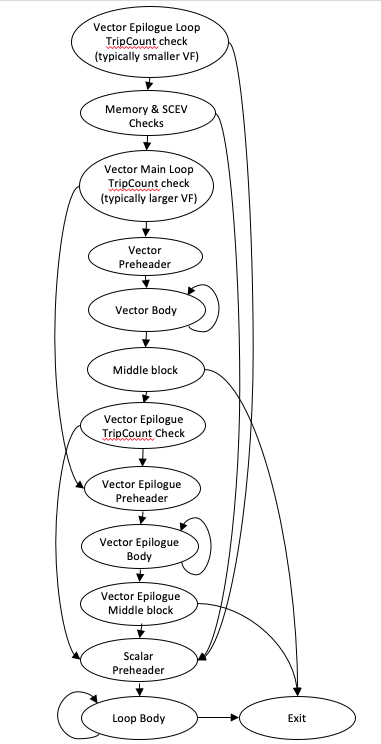 Vector Epilogue Loop
TripCount check
(typically smaller VF)
Memory & SCEV
Checks
Vector Main Loop
TripCount check
(typically larger VF)
Vector
Preheader
Vector Body
Middle block
Vector Epilogue
TripCount Check
Vector Epilogue
Preheader
Vector Epilogue
Body
Vector Epilogue
Middle block
Scalar
Preheader
Loop Body
Exit